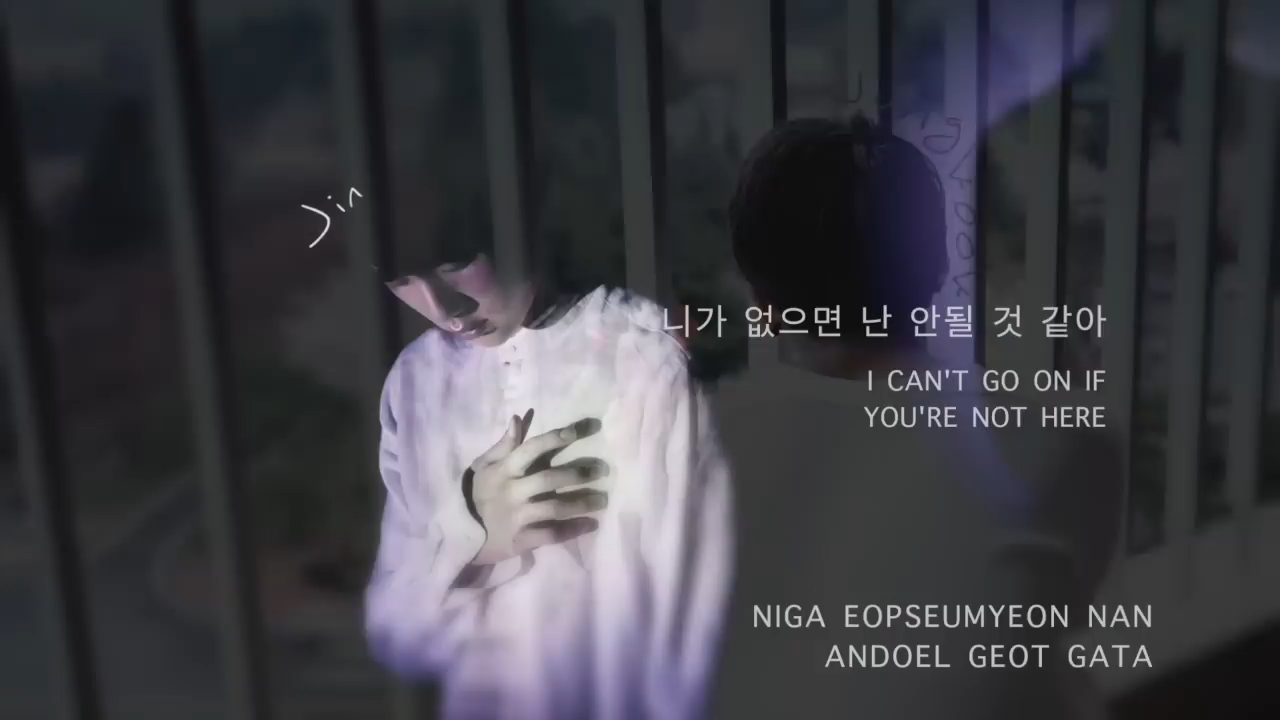 Jin
니가 없으면 난 안될 것 같아
I CAN'T GO ON IF
YOU'RE NOT HERE
NIGA EOPSEUMYEON NAN
ANDOEL GEOT GATA